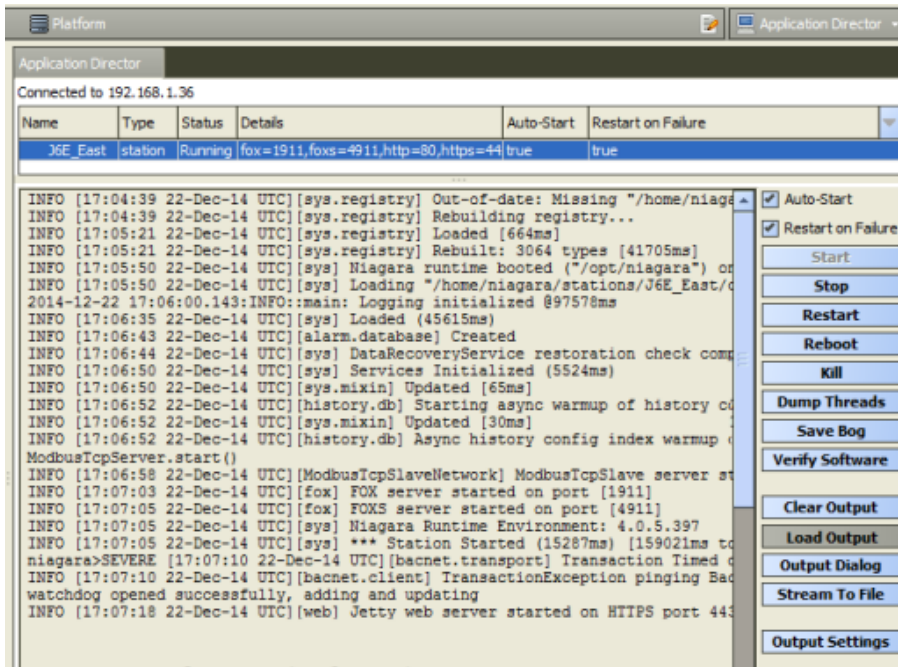 Platform
Application Director
Application Director
Connected to 192.168.1.36
Name Type Status Details Auto-Start Restart on Failure
J6E_East station Running fox=1911,foxs=4911,http=80,https=44 true true
INFO [17:04:39 22-Dec-14 UTC][sys.registry] Out-of-date: Missing "/home/niaga
INFO [17:04:39 22-Dec-14 UTC][sys.registry] Rebuilding registry...
INFO [17:05:21 22-Dec-14 UTC][sys.registry] Loaded [664ms]
INFO [17:05:21 22-Dec-14 UTC][sys.registry] Rebuilt: 3064 types [41705ms]
INFO [17:05:50 22-Dec-14 UTC][sys] Niagara runtime booted ("/opt/niagara") on
INFO [17:05:50 22-Dec-14 UTC][sys] Loading "/home/niagara/stations/J6E_East/c
2014-12-22 17:06:00.143:INFO::main: Logging initialized @97578ms
INFO [17:06:35 22-Dec-14 UTC][sys] Loaded (45615ms)
INFO [17:06:43 22-Dec-14 UTC][alarm.database] Created
INFO [17:06:44 22-Dec-14 UTC][sys] DataRecoveryService restoration check comp
INFO [17:06:50 22-Dec-14 UTC][sys] Services Initialized (5524ms)
INFO [17:06:50 22-Dec-14 UTC][sys.mixin] Updated [65ms]
INFO [17:06:52 22-Dec-14 UTC][history.db] Starting async warmup of history co
INFO [17:06:52 22-Dec-14 UTC][sys.mixin] Updated [30ms]
INFO [17:06:52 22-Dec-14 UTC][history.db] Async history config index warmup
ModbusTcpServer.start()
INFO [17:06:58 22-Dec-14 UTC][ModbusTcpSlaveNetwork] ModbusTcpSlave server st
INFO [17:07:03 22-Dec-14 UTC][fox] FOX server started on port [1911]
INFO [17:07:05 22-Dec-14 UTC][fox] FOXS server started on port [4911]
INFO [17:07:05 22-Dec-14 UTC][sys] Niagara Runtime Environment: 4.0.5.397
INFO [17:07:05 22-Dec-14 UTC][sys] *** Station Started (15287ms) [159021ms to
niagara>SEVERE [17:07:10 22-Dec-14 UTC][bacnet.transport] Transaction Timed
INFO [17:07:10 22-Dec-14 UTC][bacnet.client] TransactionException pinging Bac
watchdog opened successfully, adding and updating
INFO [17:07:18 22-Dec-14 UTC][web] Jetty web server started on HTTPS port 443
Auto-Start
Restart on Failure
Start
Stop
Restart
Reboot
Kill
Dump Threads
Save Bog
Verify Software
Clear Output
Load Output
Output Dialog
Stream To File
Output Settings